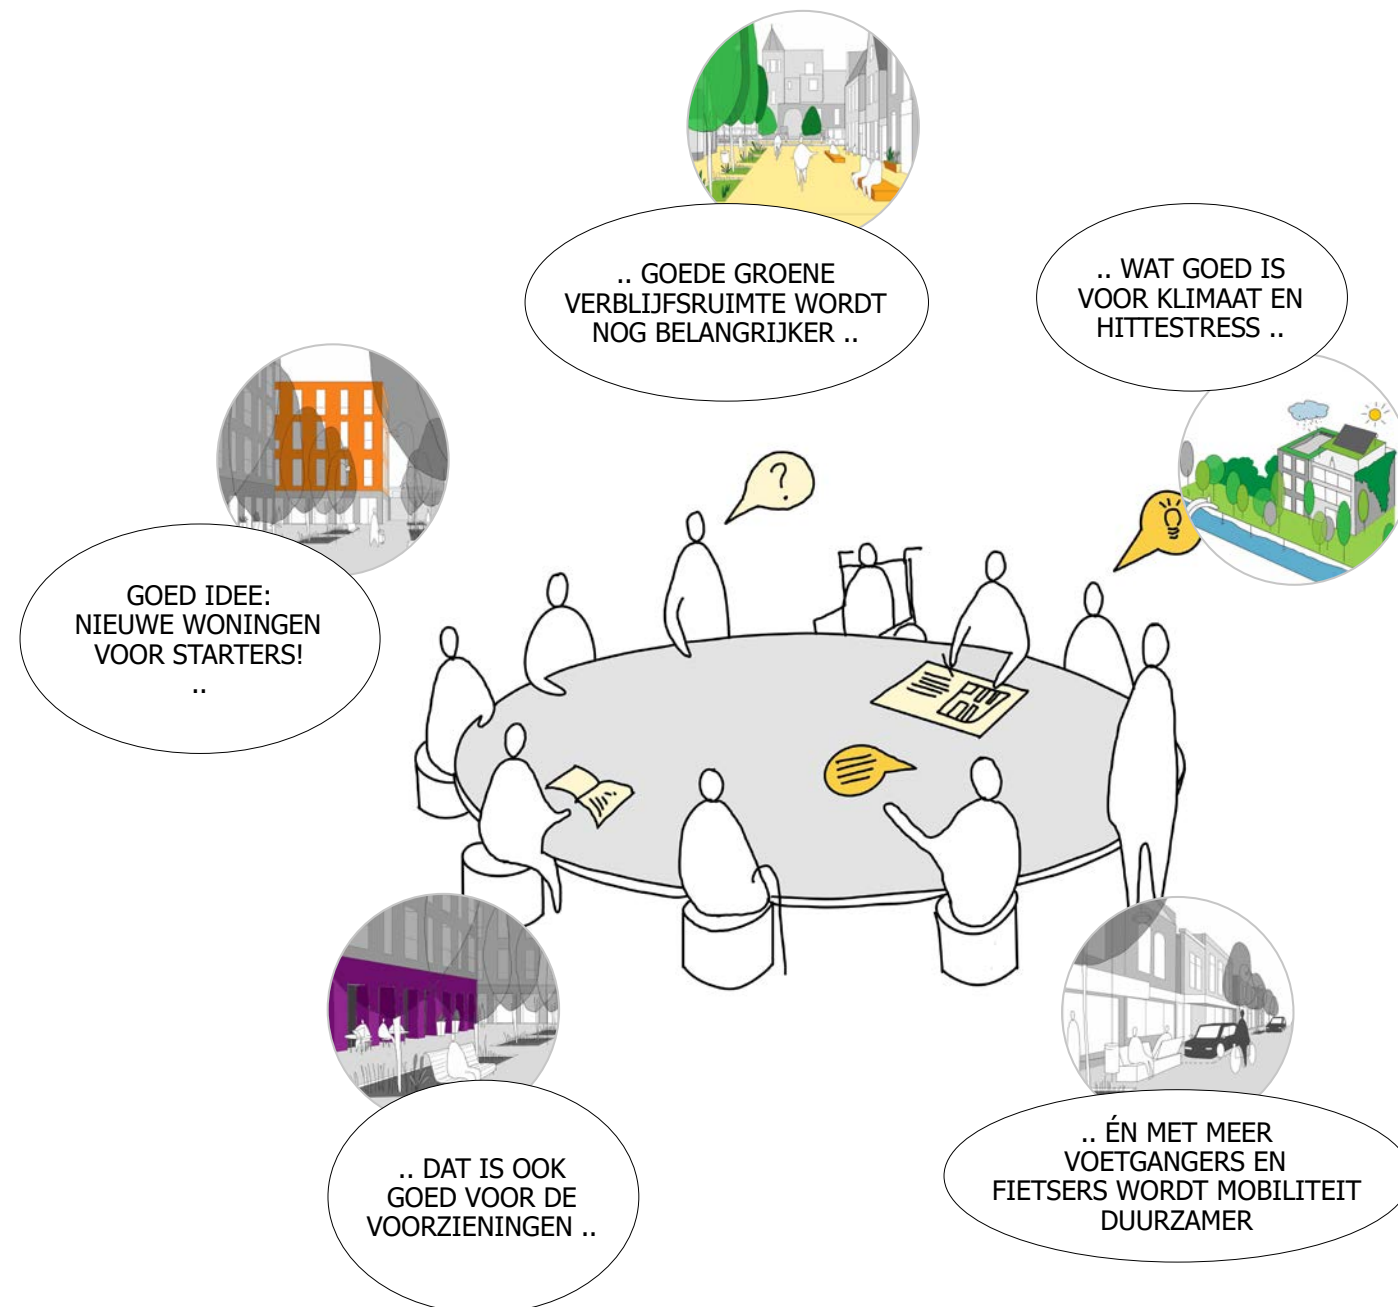 .. GOEDE GROENE
VERBLIJFSRUIMTE WORDT
NOG BELANGRIJKER ..
.. WAT GOED IS
VOOR KLIMAAT EN
HITTESTRESS ..
GOED IDEE:
NIEUWE WONINGEN
VOOR STARTERS!
..
?
.. DAT IS OOK
GOED VOOR DE
VOORZIENINGEN ..
.. ÉN MET MEER
VOETGANGERS EN
FIETSERS WORDT MOBILITEIT
DUURZAMER